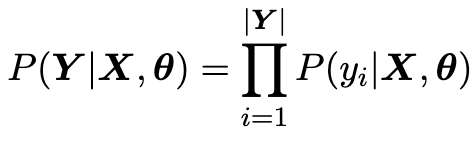 P(Y|X, θ) = ∏_{i=1}^{|Y|} P(y_i|X, θ)